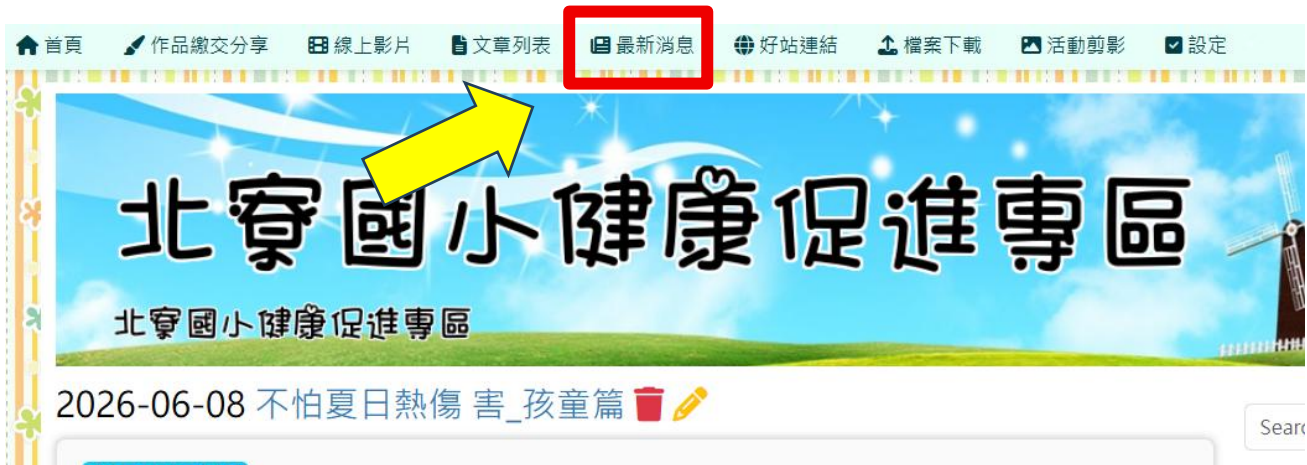 首頁 作品繳交分享 線上影片 文章列表 最新消息 好站連結 檔案下載 活動剪影 設定
北寮國小健康促進專區
北寮國小健康促進專區
2026-06-08 不怕夏日熱傷 害_孩童篇
Searc